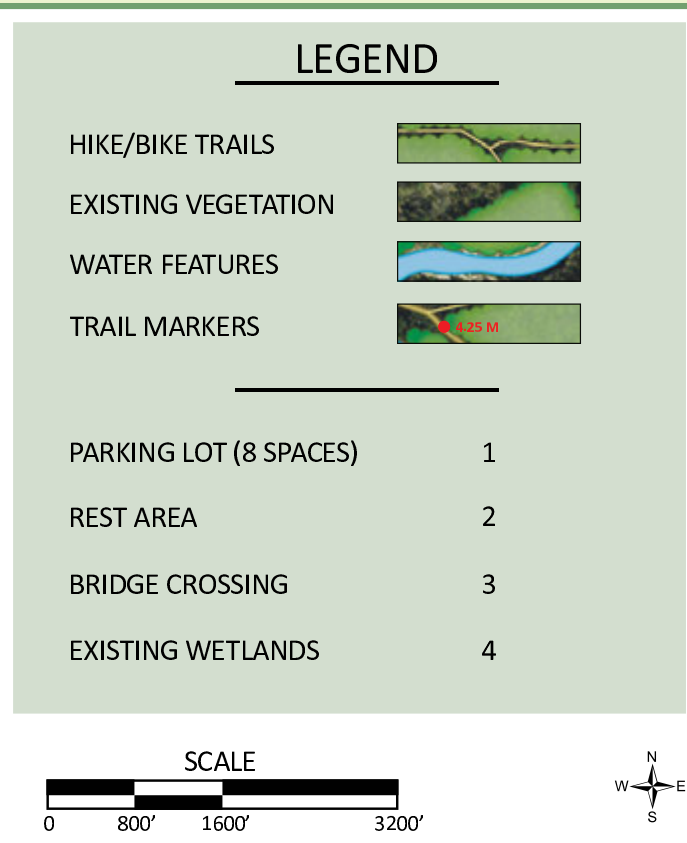 LEGEND
HIKE/BIKE TRAILS
EXISTING VEGETATION
WATER FEATURES
TRAIL MARKERS
4.25 M
PARKING LOT (8 SPACES) 1
REST AREA 2
BRIDGE CROSSING 3
EXISTING WETLANDS 4
SCALE
0 800’ 1600’ 3200’
N
W E
S